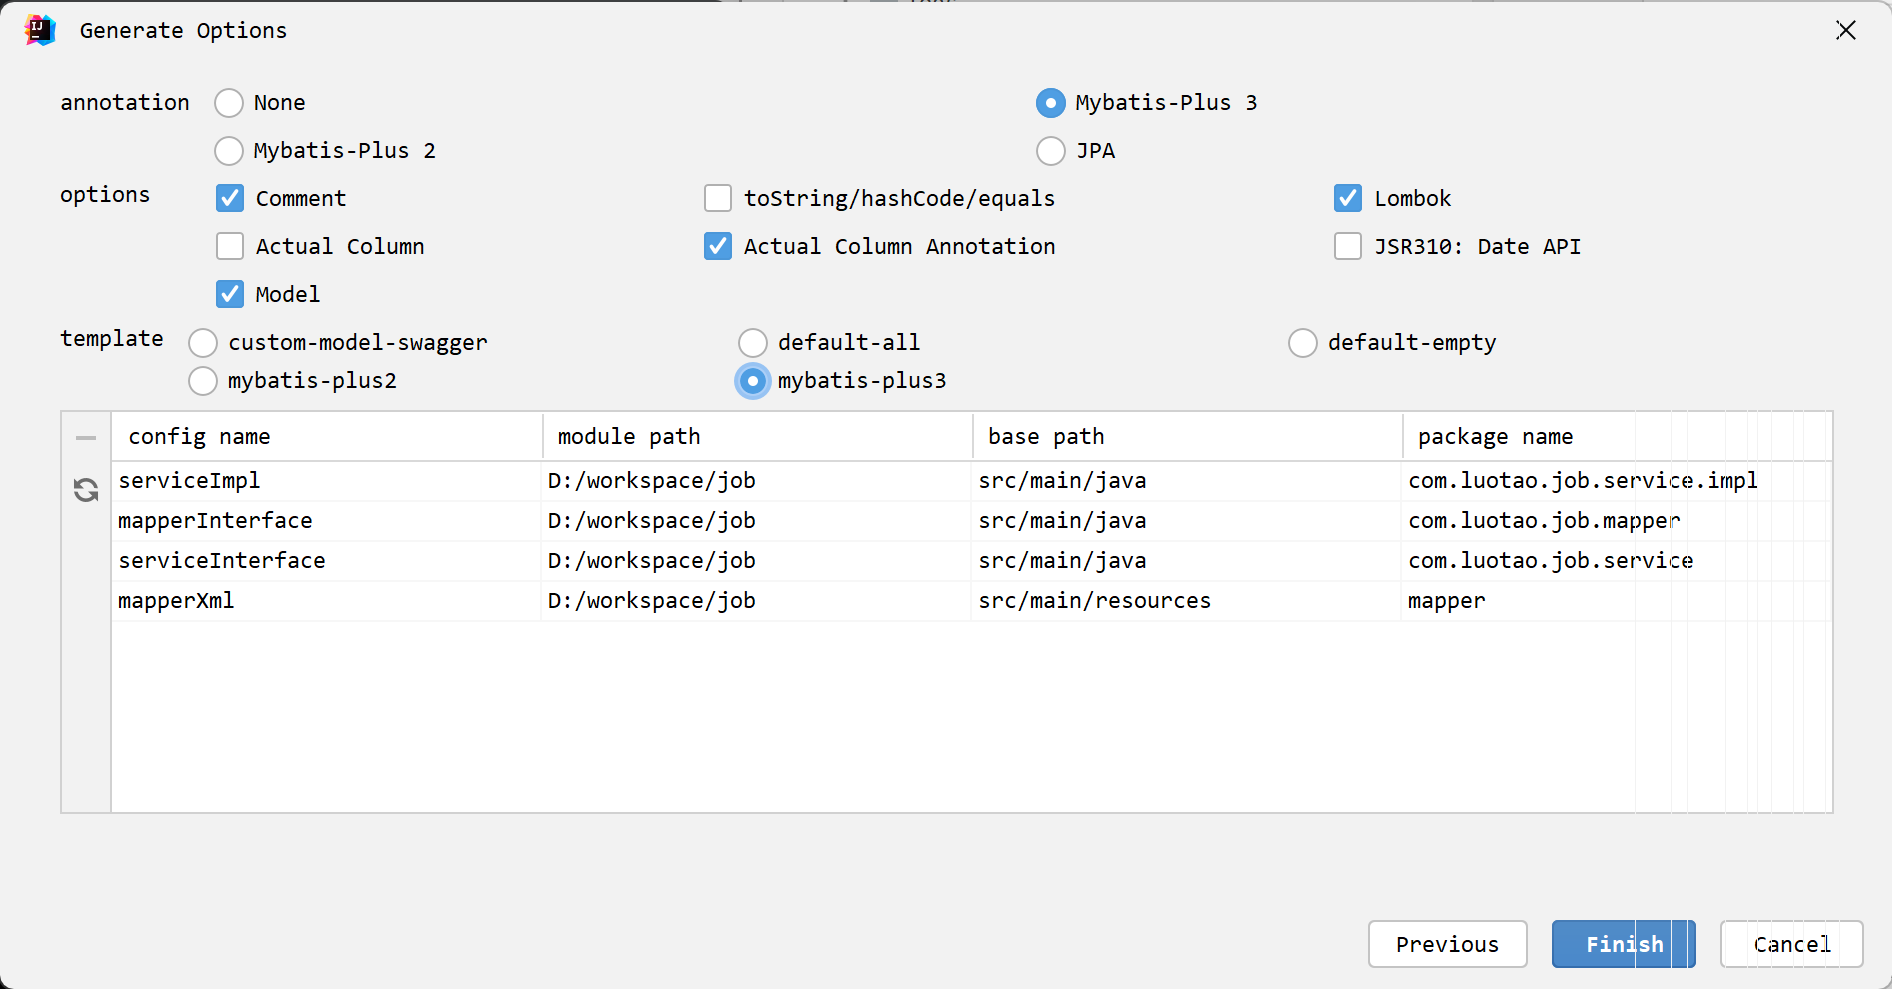 Generate Options
annotation None Mybatis-Plus 3
Mybatis-Plus 2 JPA
options Comment toString/hashCode/equals Lombok
Actual Column Actual Column Annotation JSR310: Date API
Model
template custom-model-swagger default-all default-empty
mybatis-plus2 mybatis-plus3
config name module path base path package name
serviceImpl D:/workspace/job src/main/java com.luotao.job.service.impl
mapperInterface D:/workspace/job src/main/java com.luotao.job.mapper
serviceInterface D:/workspace/job src/main/java com.luotao.job.service
mapperXml D:/workspace/job src/main/resources mapper
Previous Finish Cancel